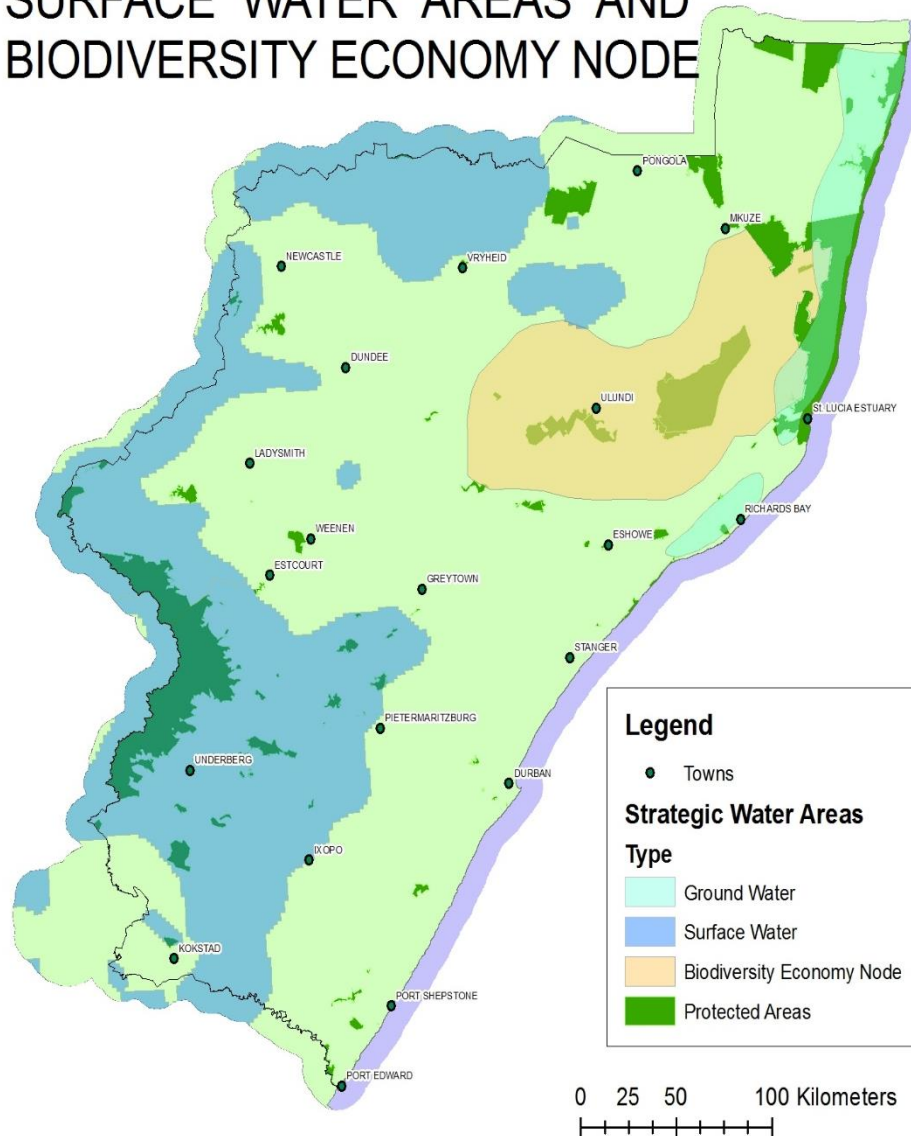 SURFACE WATER AREAS AND
BIODIVERSITY ECONOMY NODE
PONGOLA
MKUZE
NEWCASTLE
VRYHEID
DUNDEE
ULUNDI
St. LUCIA ESTUARY
LADYSMITH
RICHARDS BAY
WEENEN
ESHOWE
ESTCOURT
GREYTOWN
STANGER
PIETERMARITZBURG
UNDERBERG
DURBAN
IXOPO
KOKSTAD
PORT SHEPSTONE
PORT EDWARD
Legend
Towns
Strategic Water Areas
Type
Ground Water
Surface Water
Biodiversity Economy Node
Protected Areas
0 25 50 100 Kilometers